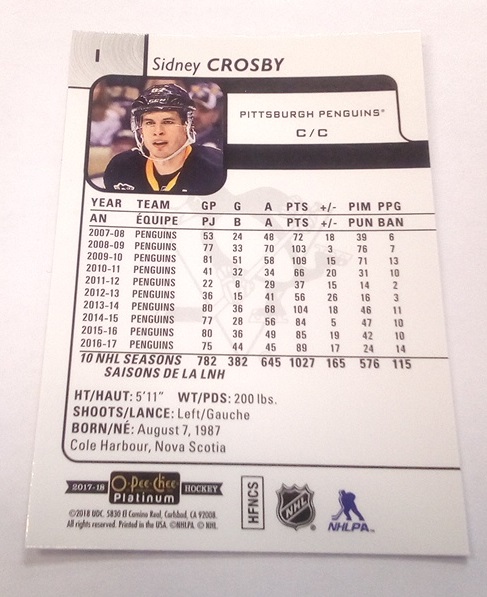 1
Sidney CROSBY
PITTSBURGH PENGUINS®
C/C
YEAR TEAM GP G A PTS +/- PIM PPG
AN ÉQUIPE PJ B A PTS +/- PUN BAN
2007-08 PENGUINS 53 24 48 72 18 39 6
2008-09 PENGUINS 77 33 70 103 3 76 7
2009-10 PENGUINS 81 51 58 109 15 71 13
2010-11 PENGUINS 41 32 34 66 20 31 10
2011-12 PENGUINS 22 8 29 37 15 14 2
2012-13 PENGUINS 36 15 41 56 26 16 3
2013-14 PENGUINS 80 36 68 104 18 46 11
2014-15 PENGUINS 77 28 56 84 5 47 10
2015-16 PENGUINS 80 36 49 85 19 42 10
2016-17 PENGUINS 75 44 45 89 17 24 14
10 NHL SEASONS 782 382 645 1027 165 576 115
SAISONS DE LA LNH
HT/HAUT: 5'11" WT/PDS: 200 lbs.
SHOOTS/LANCE: Left/Gauche
BORN/NÉ: August 7, 1987
Cole Harbour, Nova Scotia
2017-18 O-Pee-Chee Platinum HOCKEY
HFNCS
NHL
NHLPA
©2018 UDC. 5830 El Camino Real, Carlsbad, CA 92008.
All rights reserved. Printed in the USA. ©NHLPA. © NHL.